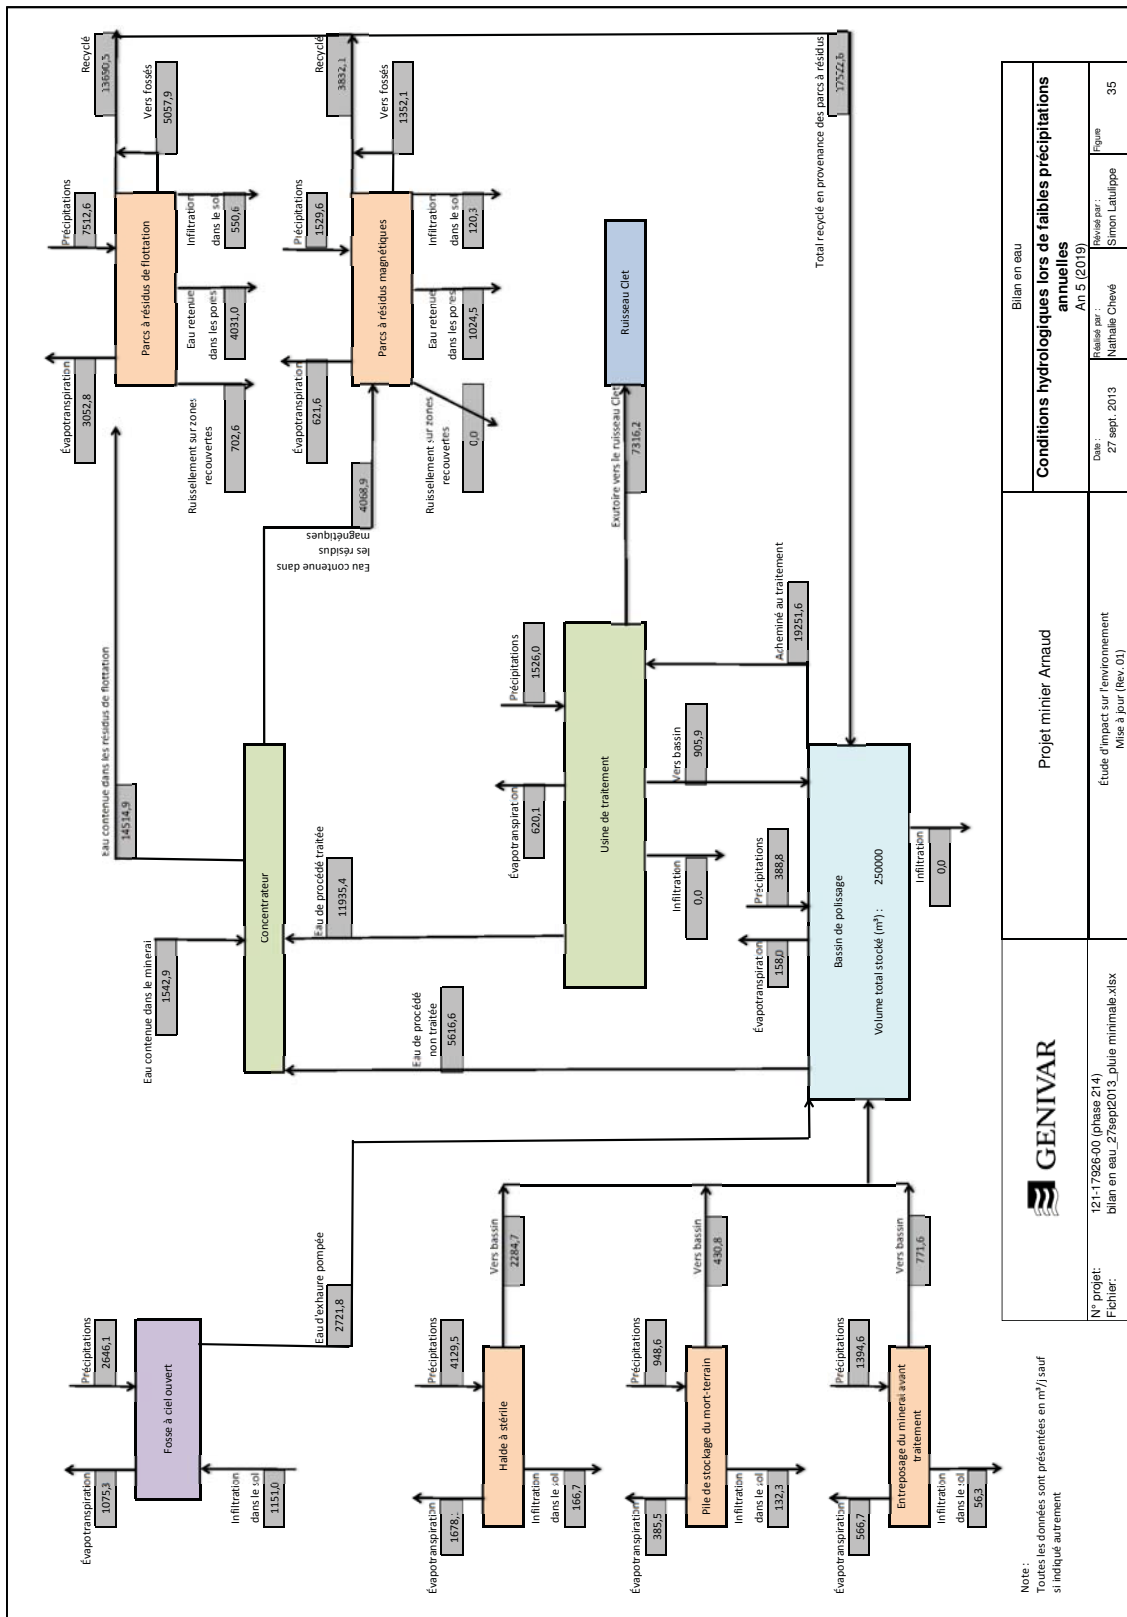 Évapotranspiration
1075,3
Précipitations
2646,1
Fosse à ciel ouvert
Infiltration
dans le sol
1151,0
Eau d'exhaure pompée
2721,8
Évapotranspiration
1678,
Précipitations
4129,5
Halde à stérile
Infiltration
dans le sol
166,7
Vers bassin
2284,7
Évapotranspiration
385,5
Précipitations
948,6
Pile de stockage du mort-terrain
Infiltration
dans le sol
132,3
Vers bassin
430,8
Évapotranspiration
566,7
Précipitations
1394,6
Entreposage du minerai avant
traitement
Infiltration
dans le sol
56,3
Vers bassin
771,6
Eau contenue dans le minerai
1542,9
Concentrateur
Eau contenue dans les résidus de flottation
14514,9
Eau de procédé traitée
11935,4
Eau de procédé
non traitée
5616,6
Eau contenue dans
les résidus
magnétiques
4068,9
Évapotranspiration
620,1
Précipitations
1526,0
Usine de traitement
Infiltration
0,0
Vers bassin
905,9
Acheminé au traitement
19251,6
Exutoire vers le ruisseau Clet
7316,2
Ruisseau Clet
Évapotranspiration
158,0
Précipitations
388,8
Bassin de polissage
Volume total stocké (m³) : 250000
Infiltration
0,0
Évapotranspiration
3052,8
Précipitations
7512,6
Parcs à résidus de flottation
Ruissellement sur zones
recouvertes
702,6
Eau retenue
dans les pores
4031,0
Infiltration
dans le sol
550,6
Vers fossés
5057,9
Recyclé
13690,5
Évapotranspiration
621,6
Précipitations
1529,6
Parcs à résidus magnétiques
Ruissellement sur zones
recouvertes
0,0
Eau retenue
dans les pores
1024,5
Infiltration
dans le sol
120,3
Vers fossés
1352,1
Recyclé
3832,1
Total recyclé en provenance des parcs à résidus
17522,6
Note :
Toutes les données sont présentées en m³/j sauf
si indiqué autrement
GENIVAR
N° projet: 121-17926-00 (phase 214)
Fichier: bilan en eau_27sept2013_pluie minimale.xlsx
Projet minier Arnaud
Étude d'impact sur l'environnement
Mise à jour (Rev. 01)
Bilan en eau
Conditions hydrologiques lors de faibles précipitations
annuelles
An 5 (2019)
Date :
27 sept. 2013
Réalisé par :
Nathalie Chevé
Révisé par :
Simon Latulippe
Figure
35